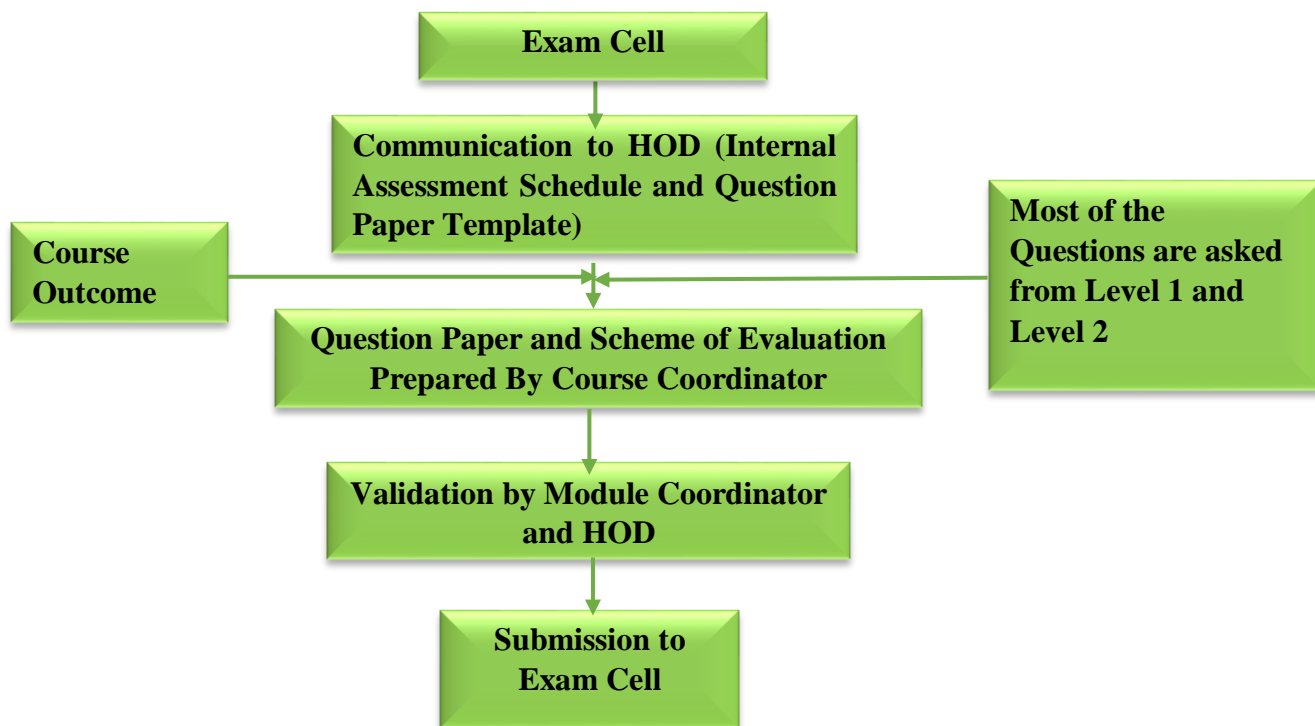 Exam Cell
Communication to HOD (Internal
Assessment Schedule and Question
Paper Template)
Course
Outcome
Most of the
Questions are asked
from Level 1 and
Level 2
Question Paper and Scheme of Evaluation
Prepared By Course Coordinator
Validation by Module Coordinator
and HOD
Submission to
Exam Cell